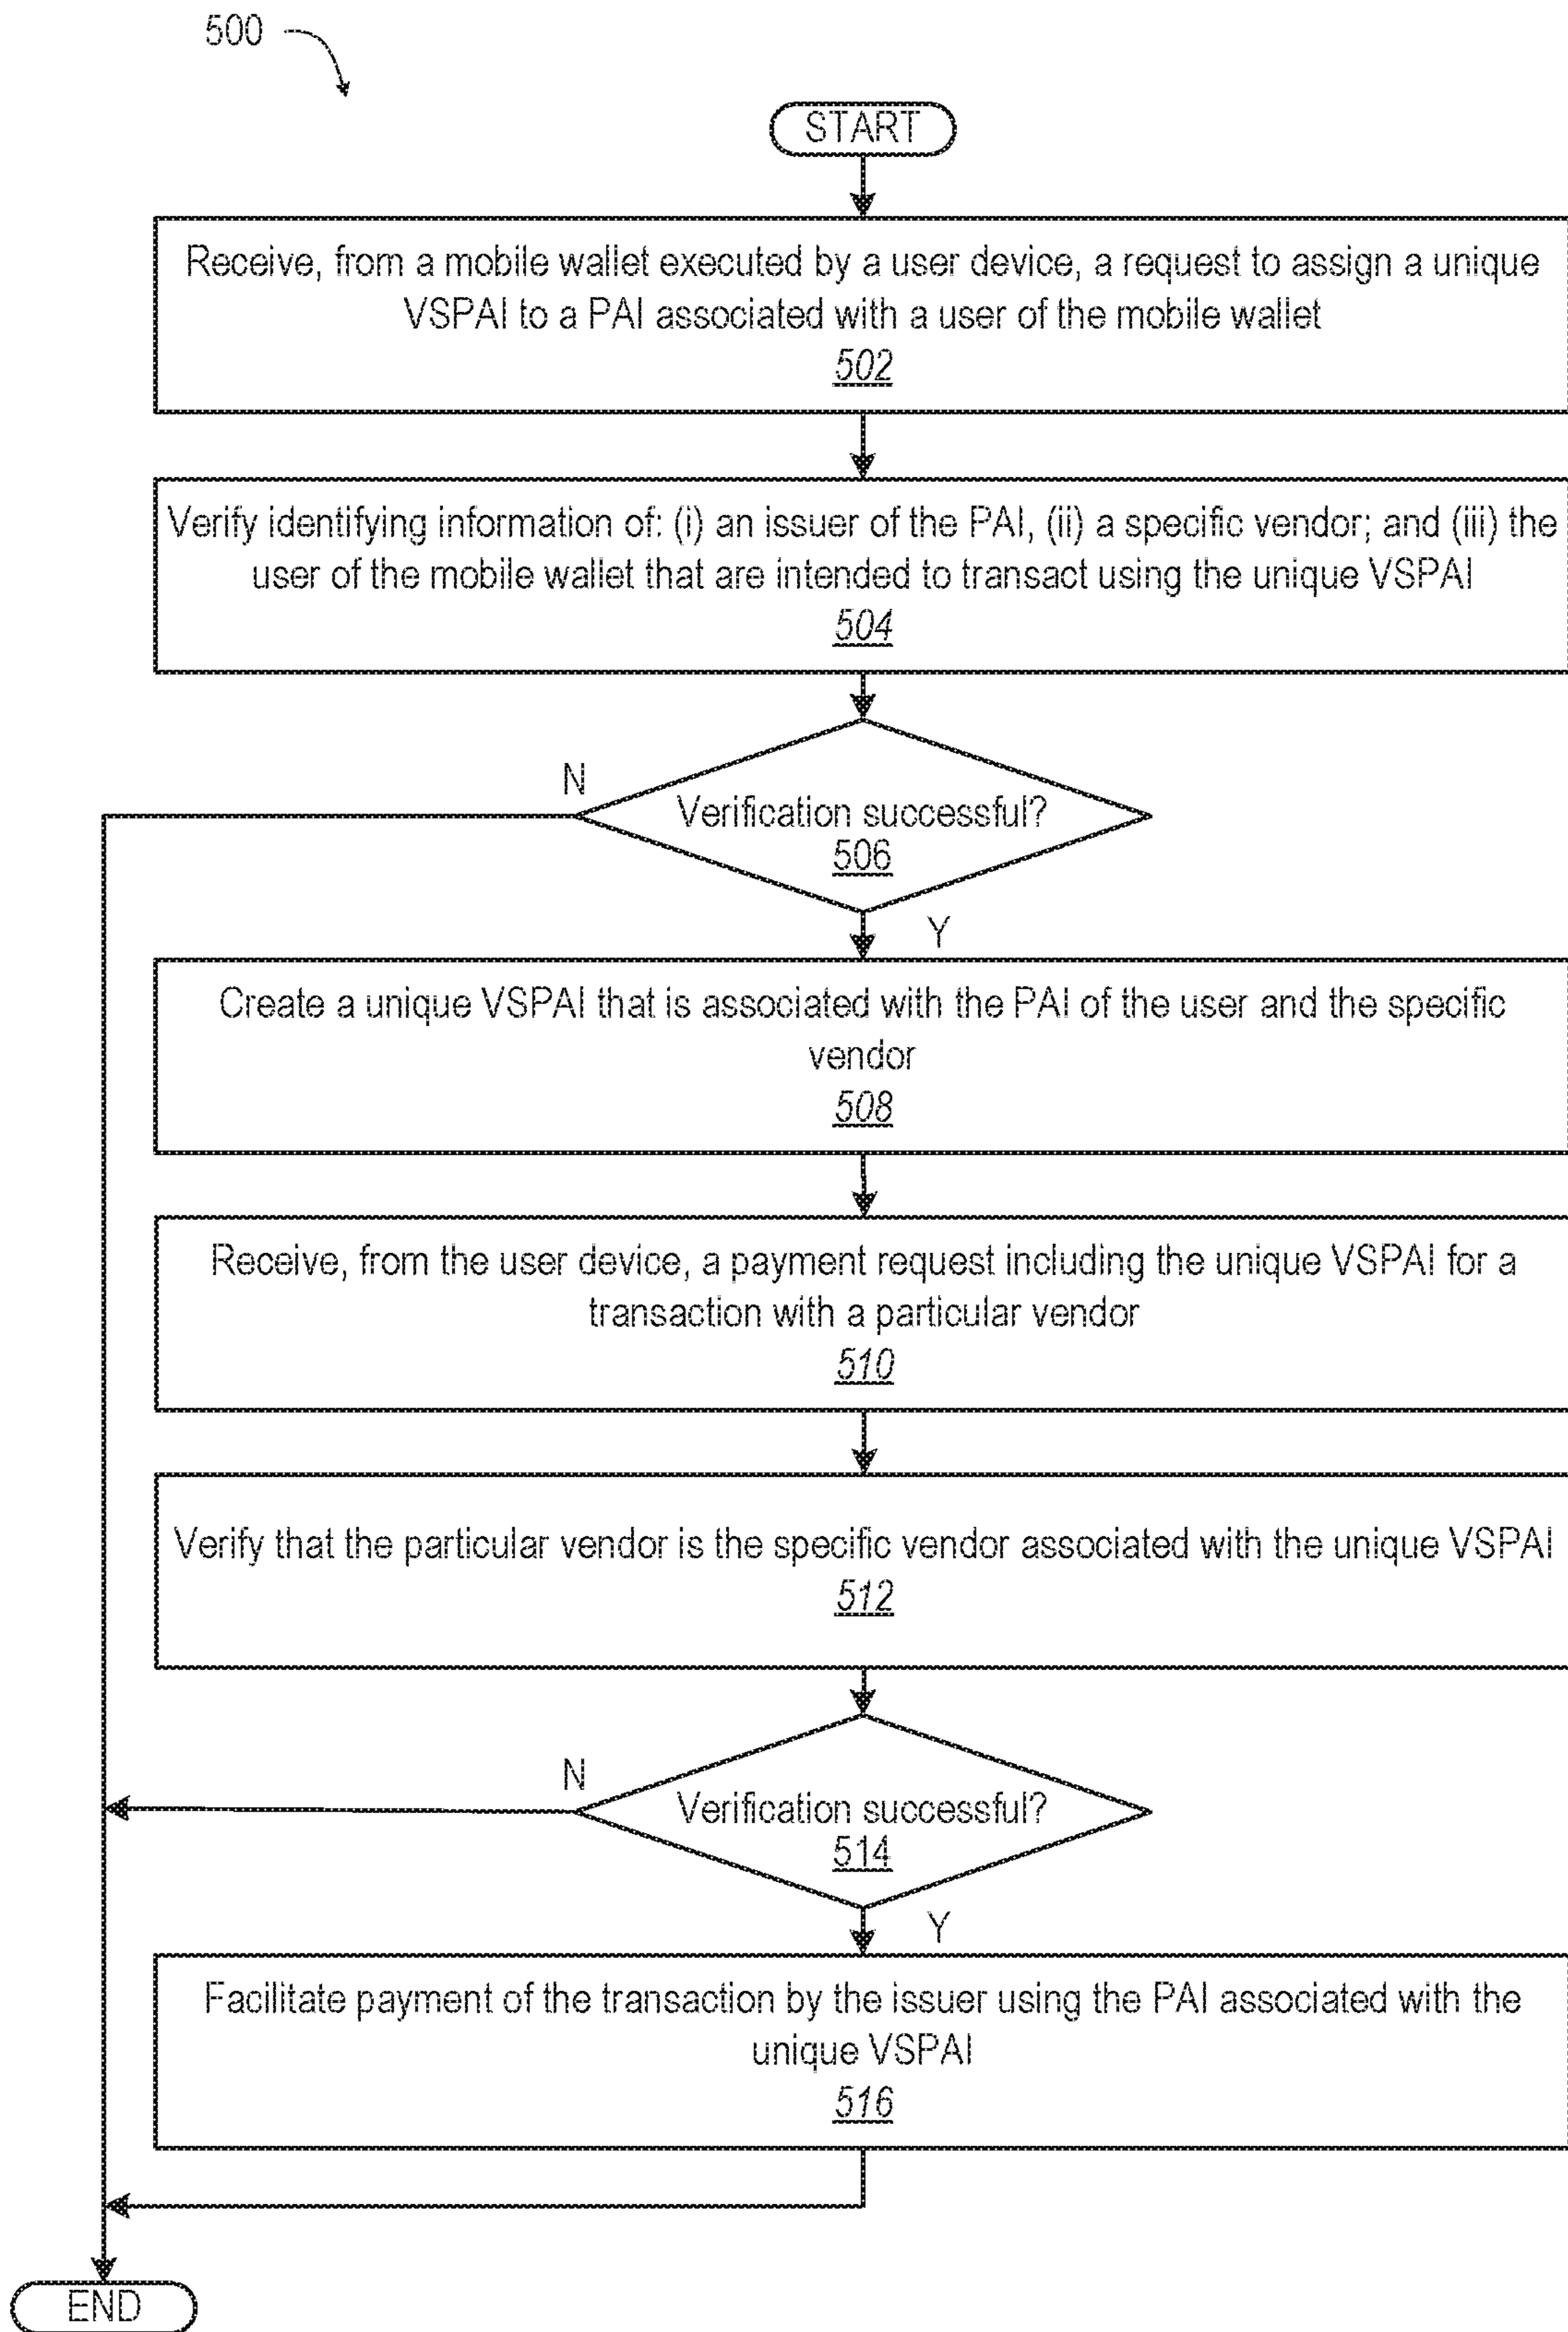 500
START
Receive, from a mobile wallet executed by a user device, a request to assign a unique
VSPAI to a PAI associated with a user of the mobile wallet
502
Verify identifying information of: (i) an issuer of the PAI, (ii) a specific vendor; and (iii) the
user of the mobile wallet that are intended to transact using the unique VSPAI
504
N
Verification successful?
506
Y
Create a unique VSPAI that is associated with the PAI of the user and the specific
vendor
508
Receive, from the user device, a payment request including the unique VSPAI for a
transaction with a particular vendor
510
Verify that the particular vendor is the specific vendor associated with the unique VSPAI
512
N
Verification successful?
514
Y
Facilitate payment of the transaction by the issuer using the PAI associated with the
unique VSPAI
516
END